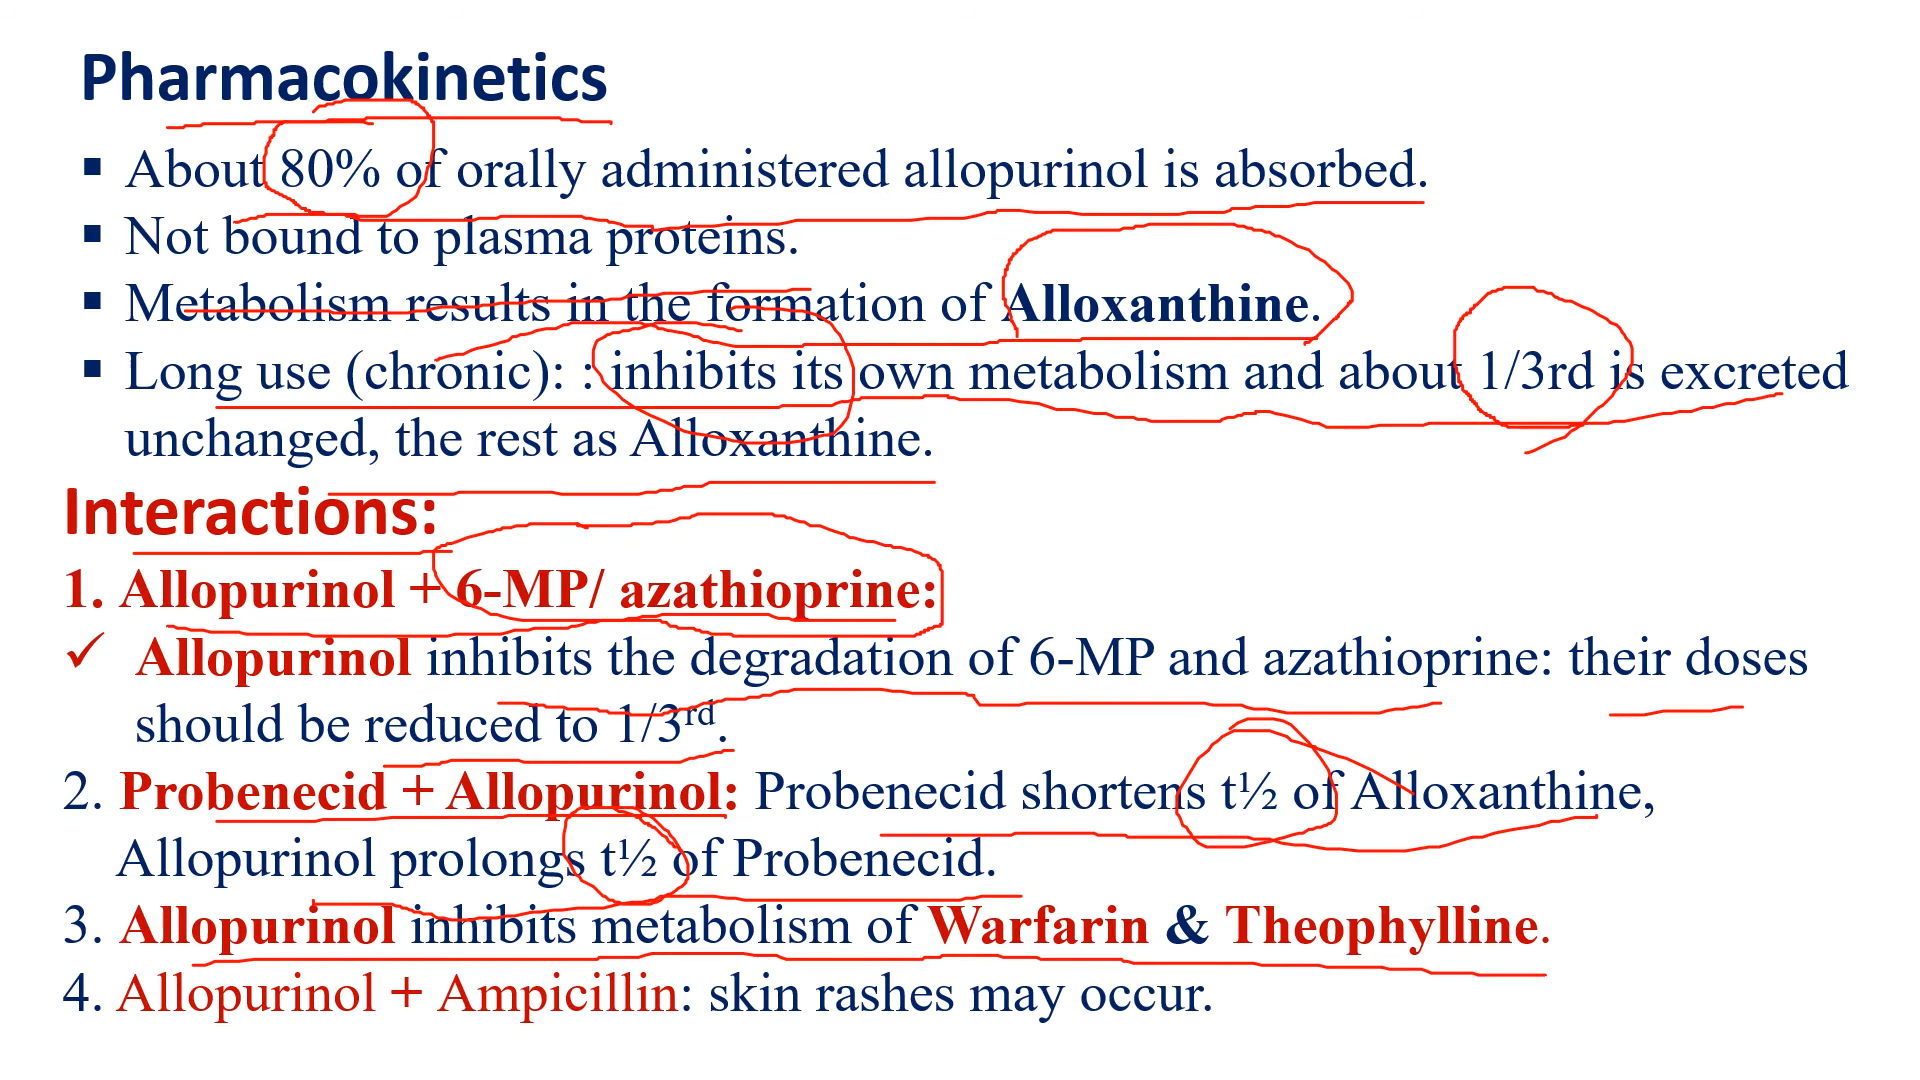 Pharmacokinetics
▪ About 80% of orally administered allopurinol is absorbed.
▪ Not bound to plasma proteins.
▪ Metabolism results in the formation of Alloxanthine.
▪ Long use (chronic): : inhibits its own metabolism and about 1/3rd is excreted
unchanged, the rest as Alloxanthine.
Interactions:
1. Allopurinol + 6-MP/ azathioprine:
✓ Allopurinol inhibits the degradation of 6-MP and azathioprine: their doses
should be reduced to 1/3rd.
2. Probenecid + Allopurinol: Probenecid shortens t½ of Alloxanthine,
Allopurinol prolongs t½ of Probenecid.
3. Allopurinol inhibits metabolism of Warfarin & Theophylline.
4. Allopurinol + Ampicillin: skin rashes may occur.